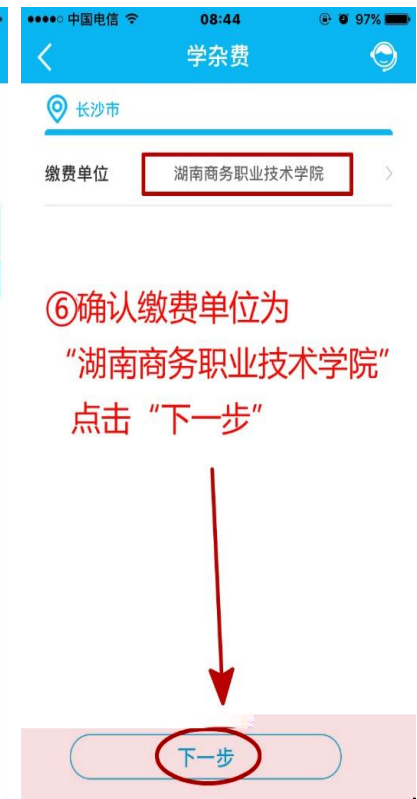 中国电信 08:44 97%
学杂费
长沙市
缴费单位 湖南商务职业技术学院
⑥确认缴费单位为
“湖南商务职业技术学院”
点击“下一步”
下一步